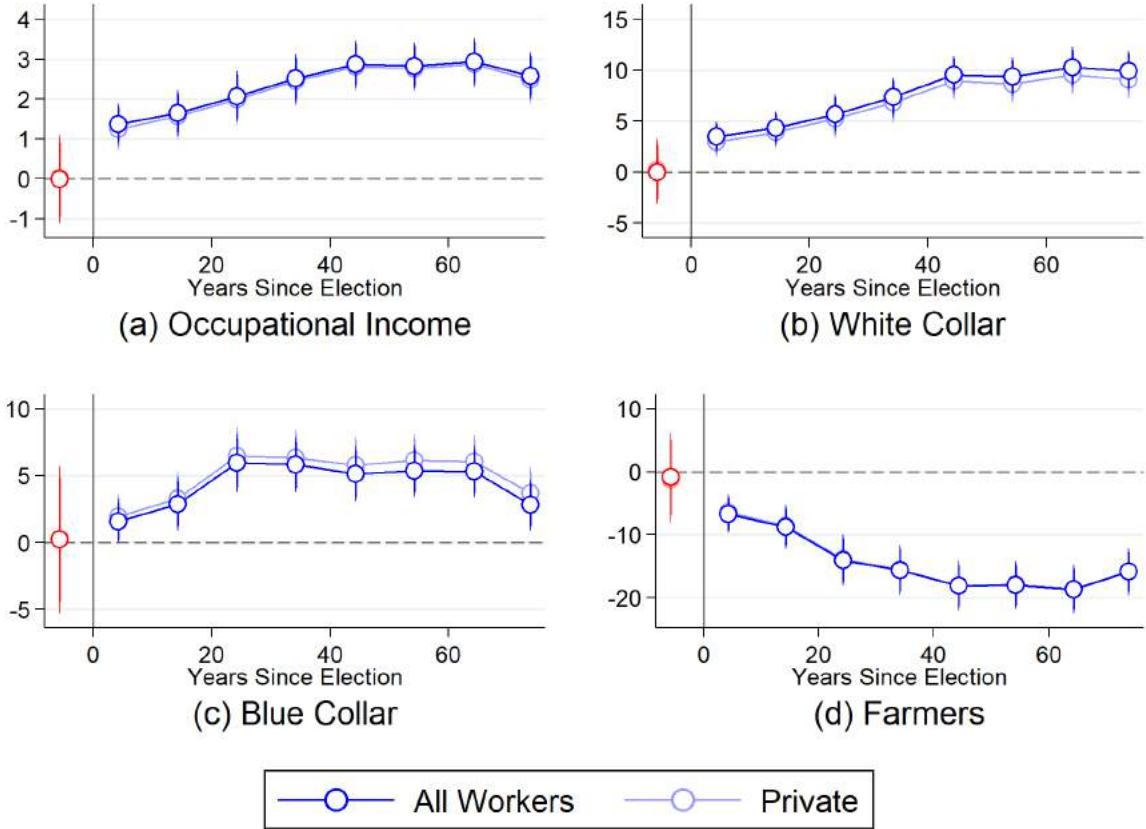 4
3
2
1
0
-1
0 20 40 60
Years Since Election
(a) Occupational Income
15
10
5
0
-5
0 20 40 60
Years Since Election
(b) White Collar
10
5
0
-5
0 20 40 60
Years Since Election
(c) Blue Collar
10
0
-10
-20
0 20 40 60
Years Since Election
(d) Farmers
All Workers Private